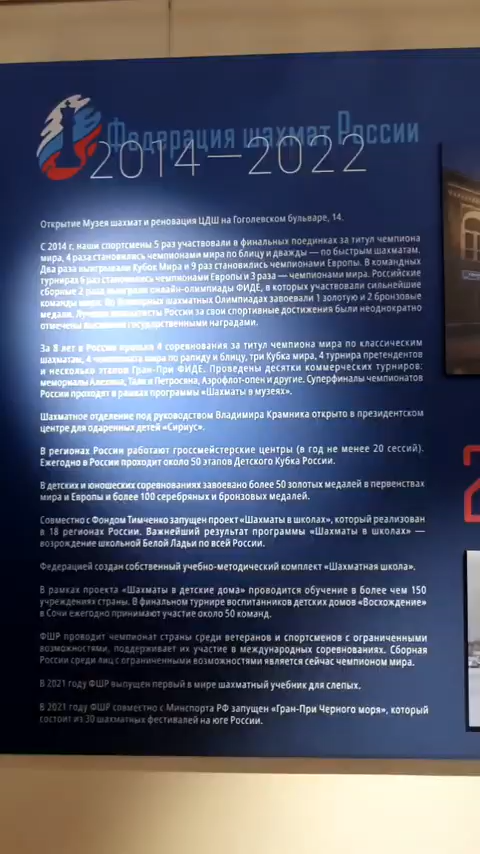 Федерация шахмат России
2014—2022
Открытие Музея шахмат и реновация ЦДШ на Гоголевском бульваре, 14.
С 2014 г. наши спортсмены 5 раз участвовали в финальных поединках за титул чемпиона
мира, 4 раза становились чемпионами мира по блицу и дважды — по быстрым шахматам.
Два раза выигрывали Кубок Мира и 9 раз становились чемпионами Европы. В командных
турнирах 6 раз становились чемпионами Европы и 3 раза — чемпионами мира. Российские
сборные 2 раза выиграли онлайн-олимпиады ФИДЕ, в которых участвовали сильнейшие
команды мира. На Всемирных шахматных Олимпиадах завоевали 1 золотую и 2 бронзовые
медали. Лучшие шахматисты России за свои спортивные достижения были неоднократно
отмечены высокими государственными наградами.
За 8 лет в России прошли 4 соревнования за титул чемпиона мира по классическим
шахматам, 4 чемпионата мира по рапиду и блицу, три Кубка мира, 4 турнира претендентов
и несколько этапов Гран-При ФИДЕ. Проведены десятки коммерческих турниров:
мемориалы Алехина, Таля и Петросяна, Аэрофлот-опен и другие. Суперфиналы чемпионатов
России проходят в рамках программы «Шахматы в музеях».
Шахматное отделение под руководством Владимира Крамника открыто в президентском
центре для одаренных детей «Сириус».
В регионах России работают гроссмейстерские центры (в год не менее 20 сессий).
Ежегодно в России проходит около 50 этапов Детского Кубка России.
В детских и юношеских соревнованиях завоевано более 50 золотых медалей в первенствах
мира и Европы и более 100 серебряных и бронзовых медалей.
Совместно с Фондом Тимченко запущен проект «Шахматы в школах», который реализован
в 18 регионах России. Важнейший результат программы «Шахматы в школах» —
возрождение школьной Белой Ладьи по всей России.
Федерацией создан собственный учебно-методический комплект «Шахматная школа».
В рамках проекта «Шахматы в детские дома» проводится обучение в более чем 150
учреждениях страны. В финальном турнире воспитанников детских домов «Восхождение»
в Сочи ежегодно принимают участие около 50 команд.
ФШР проводит чемпионат страны среди ветеранов и спортсменов с ограниченными
возможностями, поддерживает их участие в международных соревнованиях. Сборная
России среди лиц с ограниченными возможностями является сейчас чемпионом мира.
В 2021 году ФШР выпущен первый в мире шахматный учебник для слепых.
В 2021 году ФШР совместно с Минспорта РФ запущен «Гран-При Черного моря», который
состоит из 30 шахматных фестивалей на юге России.